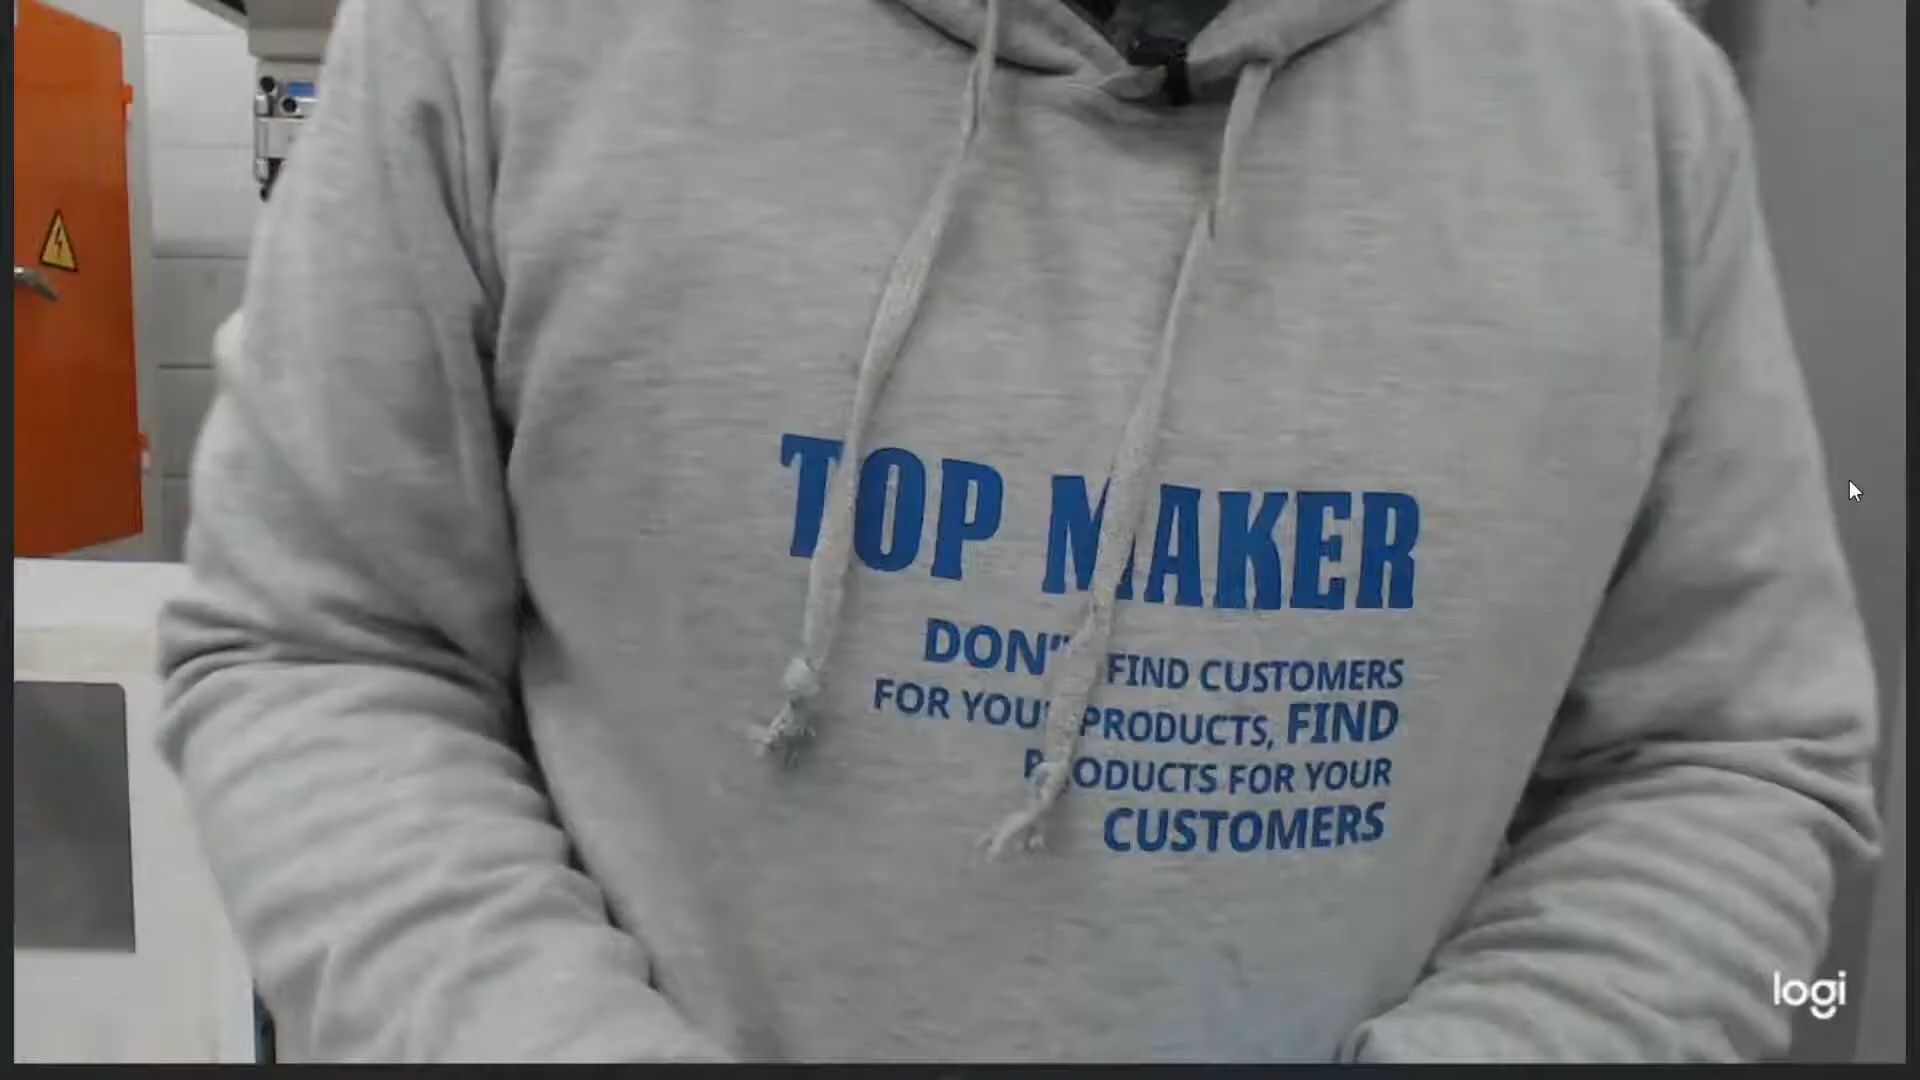 TOP MAKER
DON" FIND CUSTOMERS
FOR YOUR PRODUCTS, FIND
PRODUCTS FOR YOUR
CUSTOMERS
logi